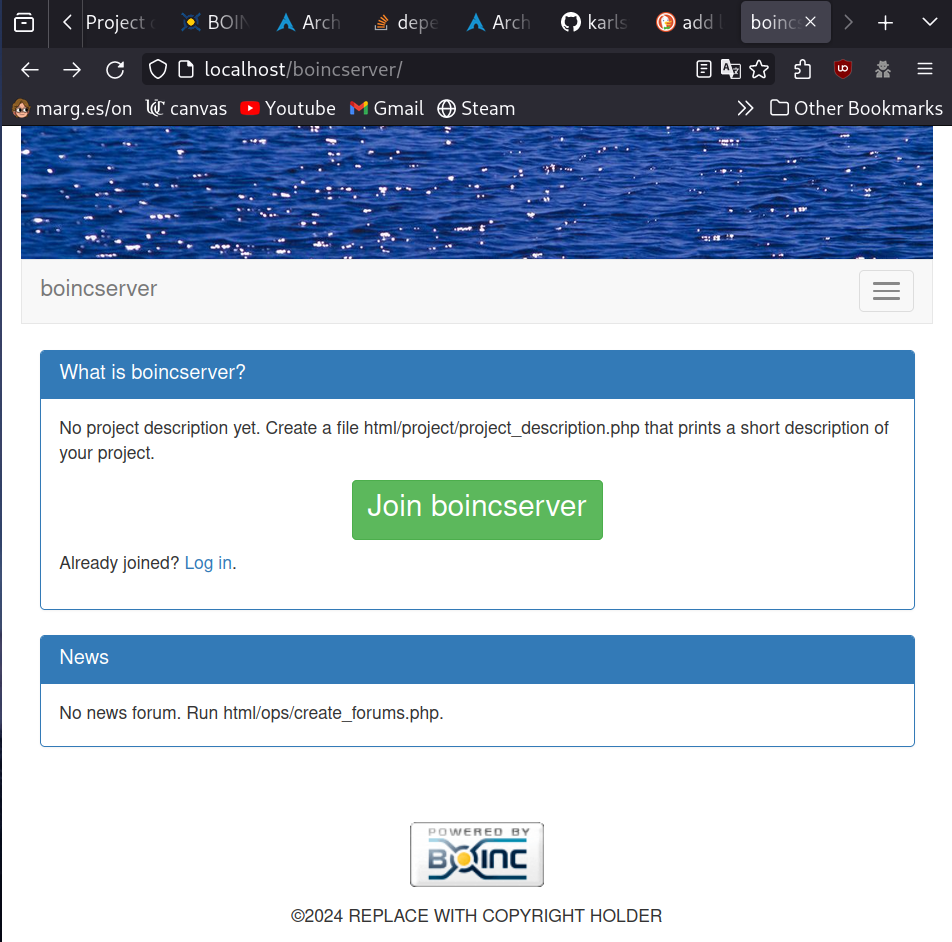 Project
BOIN
Arch
depe
Arch
karls
add
boinc
localhost/boincserver/
marg.es/on
canvas
Youtube
Gmail
Steam
Other Bookmarks
boincserver
What is boincserver?
No project description yet. Create a file html/project/project_description.php that prints a short description of
your project.
Join boincserver
Already joined? Log in.
News
No news forum. Run html/ops/create_forums.php.
POWERED BY
BOINC
©2024 REPLACE WITH COPYRIGHT HOLDER